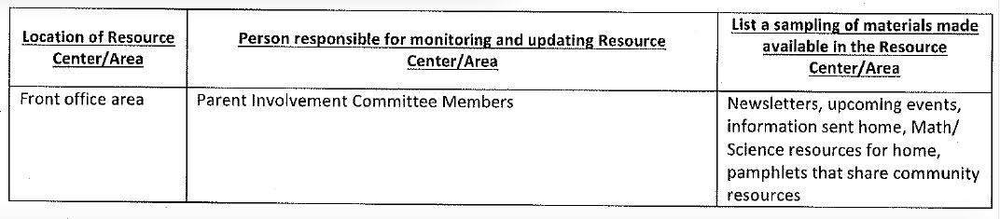 Location of Resource
Center/Area
Person responsible for monitoring and updating Resource
Center/Area
List a sampling of materials made
available in the Resource
Center/Area
Front office area
Parent Involvement Committee Members
Newsletters, upcoming events,
information sent home, Math/
Science resources for home,
pamphlets that share community
resources